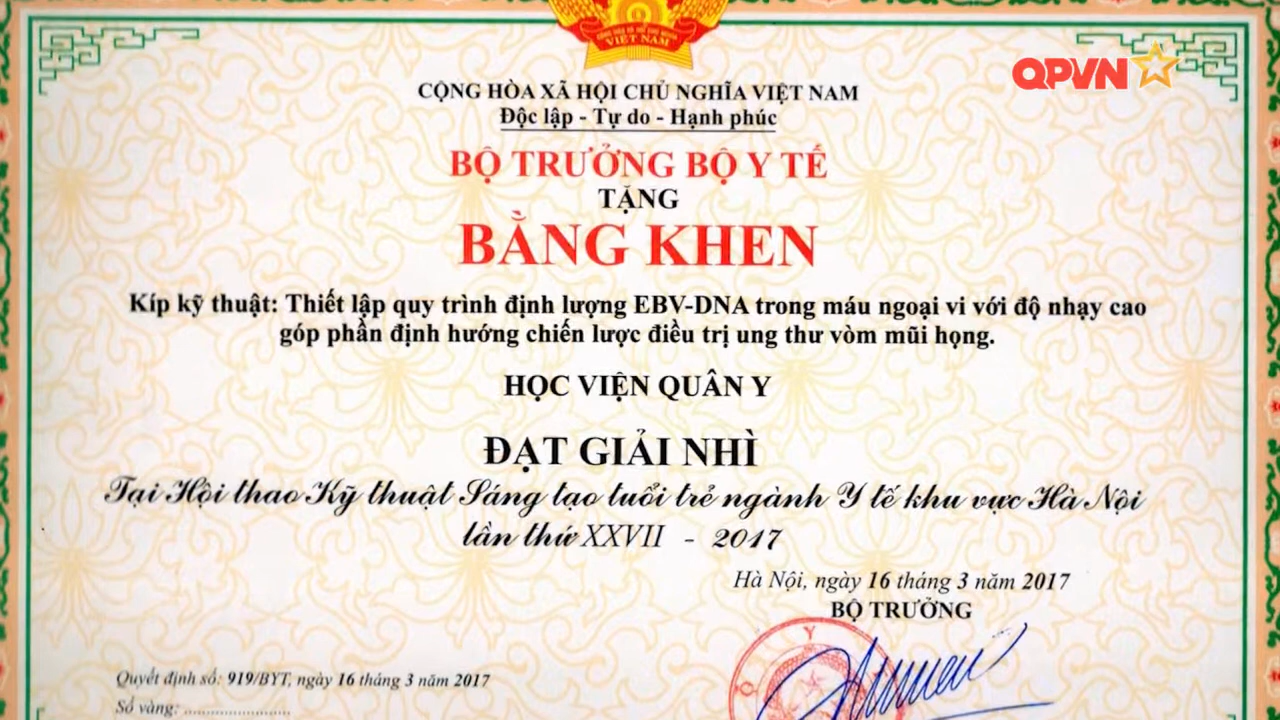 VIỆT NAM
QPVN
CỘNG HÒA XÃ HỘI CHỦ NGHĨA VIỆT NAM
Độc lập - Tự do - Hạnh phúc
BỘ TRƯỞNG BỘ Y TẾ
TẶNG
BẰNG KHEN
Kíp kỹ thuật: Thiết lập quy trình định lượng EBV-DNA trong máu ngoại vi với độ nhạy cao
góp phần định hướng chiến lược điều trị ung thư vòm mũi họng.
HỌC VIỆN QUÂN Y
ĐẠT GIẢI NHÌ
Tại Hội thao Kỹ thuật Sáng tạo tuổi trẻ ngành Y tế khu vực Hà Nội
lần thứ XXVII - 2017
Hà Nội, ngày 16 tháng 3 năm 2017
BỘ TRƯỞNG
Quyết định số: 919/BYT, ngày 16 tháng 3 năm 2017
Số vàng: ........................